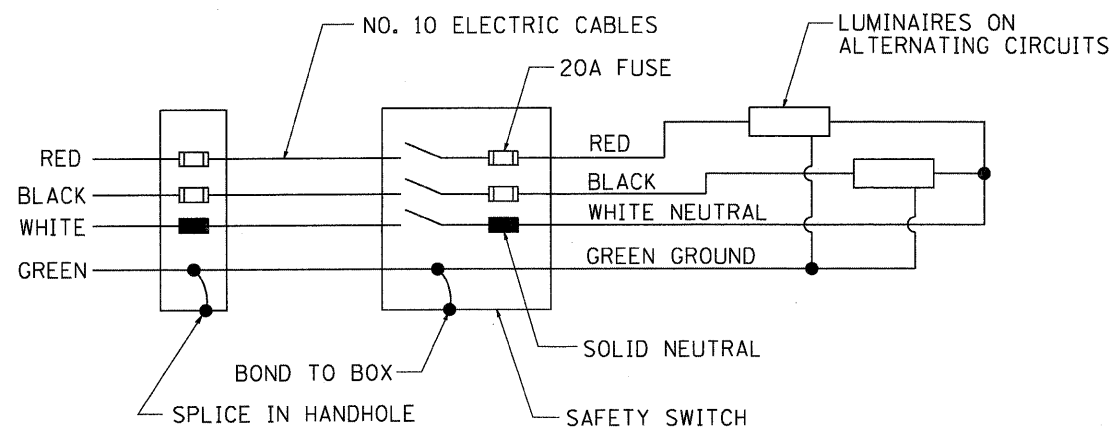 NO. 10 ELECTRIC CABLES
LUMINAIRES ON
ALTERNATING CIRCUITS
20A FUSE
RED
RED
BLACK
BLACK
WHITE
WHITE NEUTRAL
GREEN
GREEN GROUND
SOLID NEUTRAL
BOND TO BOX
SPLICE IN HANDHOLE
SAFETY SWITCH